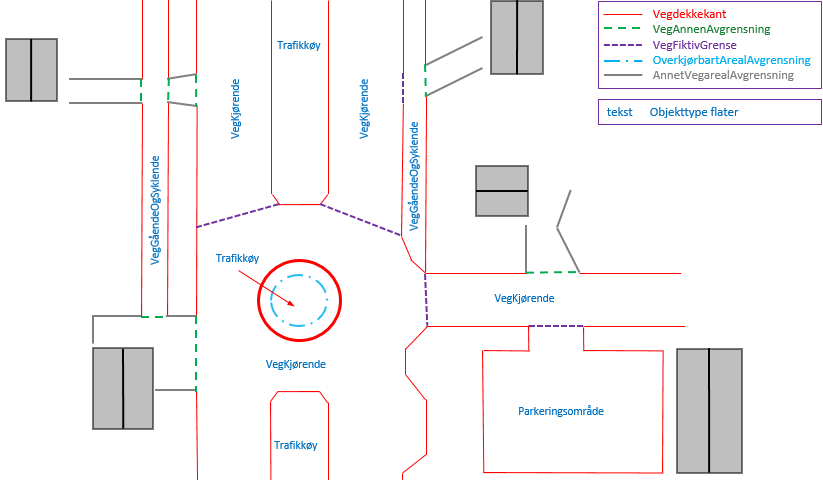 Vegdekkekant
VegAnnenAvgrensning
VegFiktivGrense
OverkjørbartArealAvgrensning
AnnetVegarealAvgrensning
tekst Objekttype flater
Trafikkøy
VegKjørende
VegKjørende
VegGåendeOgSyklende
VegGåendeOgSyklende
Trafikkøy
VegKjørende
VegKjørende
Parkeringsområde
Trafikkøy